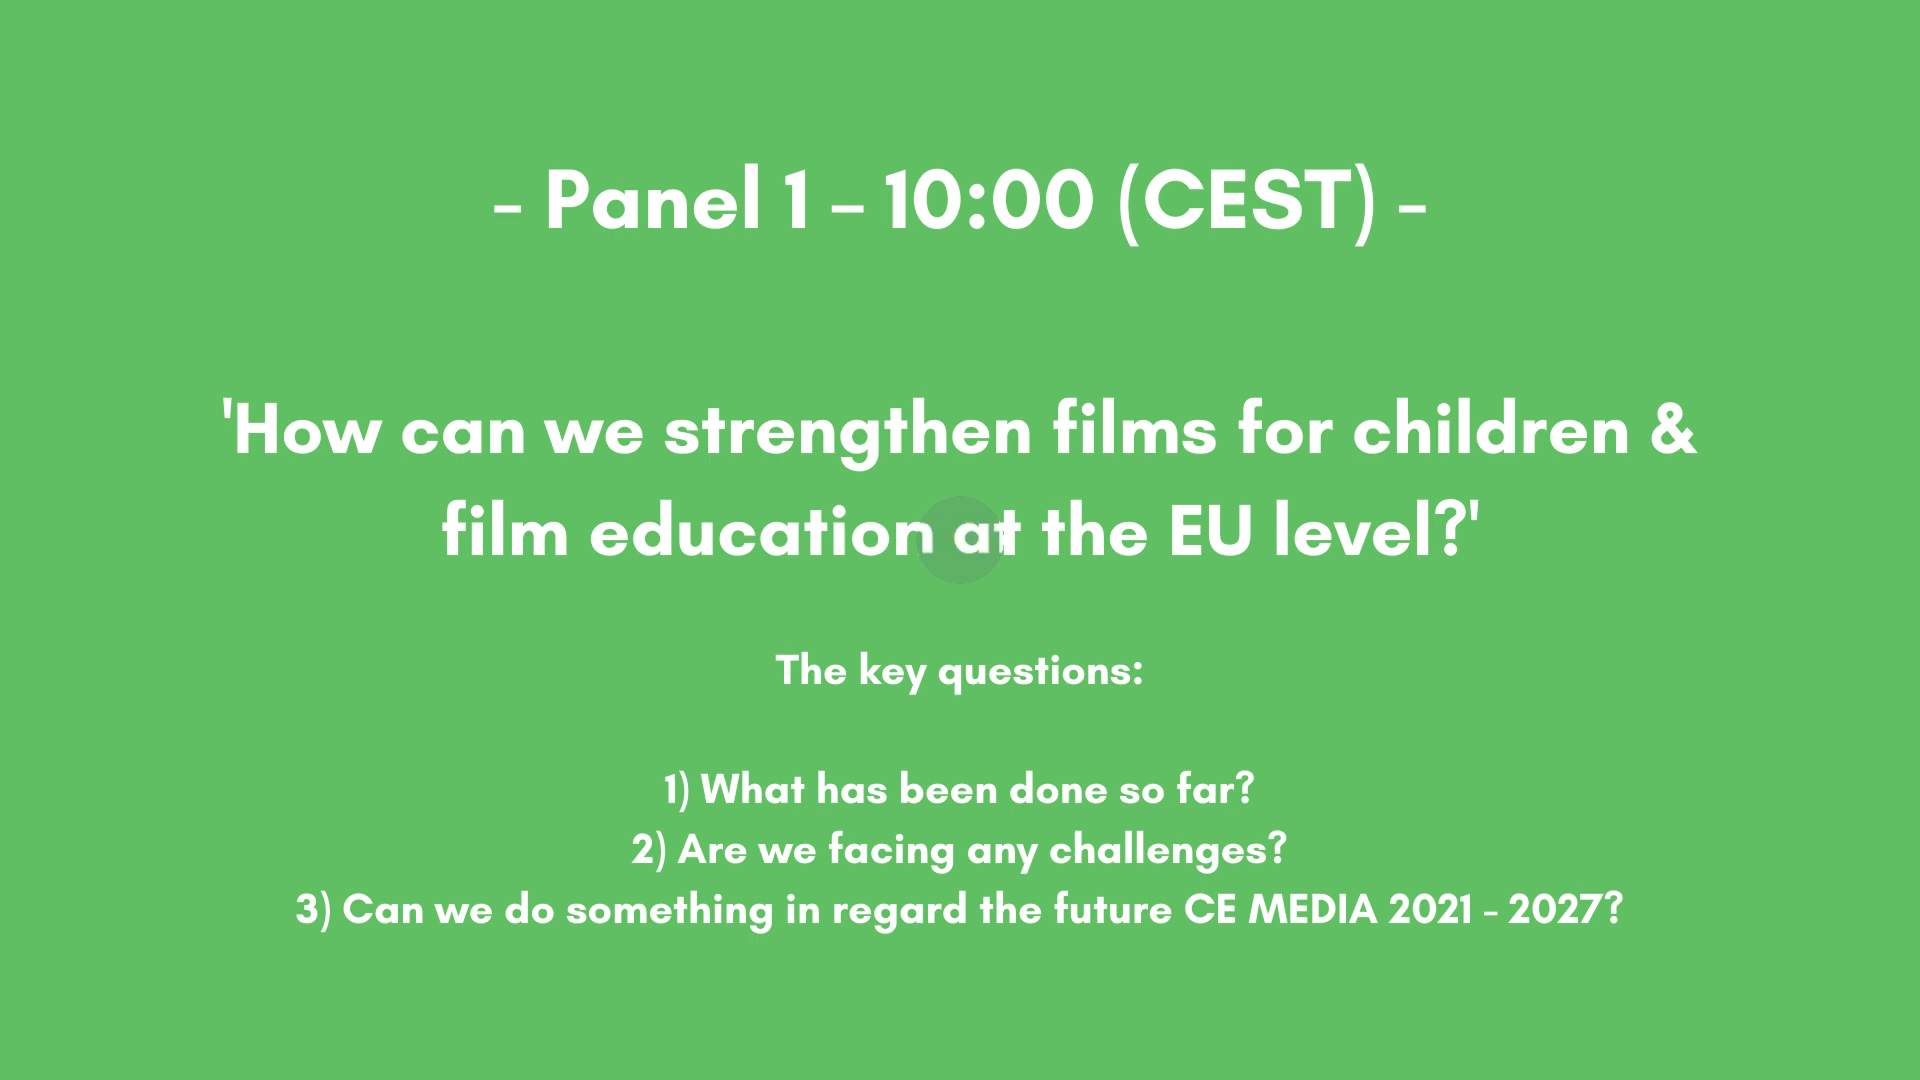 - Panel 1 – 10:00 (CEST) -
'How can we strengthen films for children &
film education at the EU level?'
The key questions:
1) What has been done so far?
2) Are we facing any challenges?
3) Can we do something in regard the future CE MEDIA 2021 - 2027?